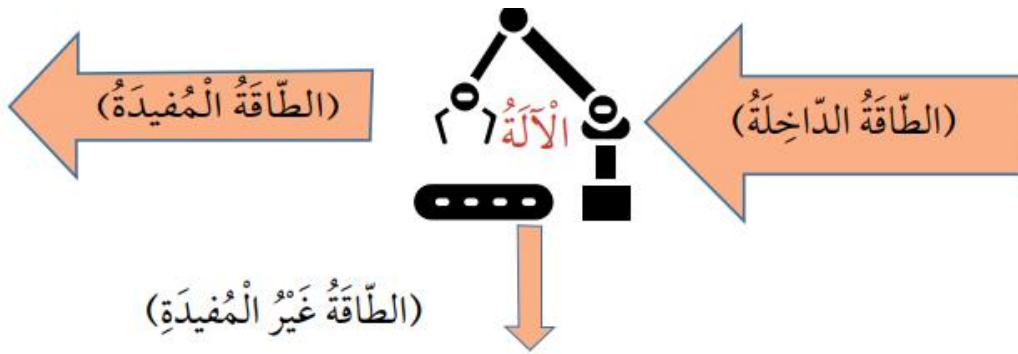 (الطّاقَةُ الدّاخِلَةُ)
الْآلَةُ
(الطّاقَةُ الْمُفيدَةُ)
(الطّاقَةُ غَيْرُ الْمُفيدَةِ)